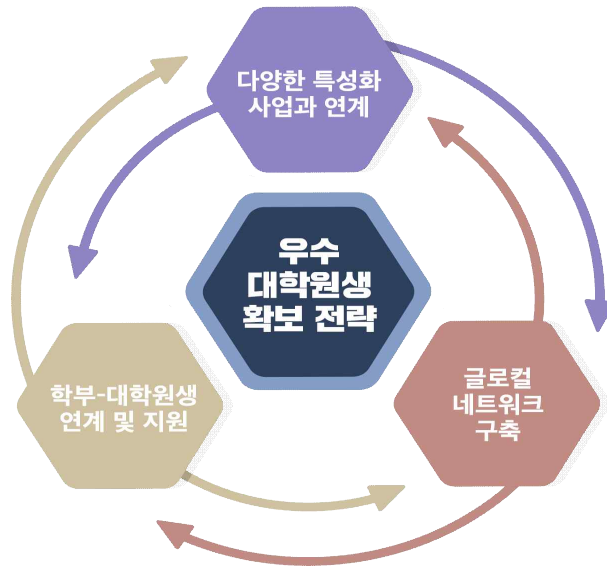 다양한 특성화
사업과 연계
우수
대학원생
확보 전략
학부-대학원생
연계 및 지원
글로컬
네트워크
구축